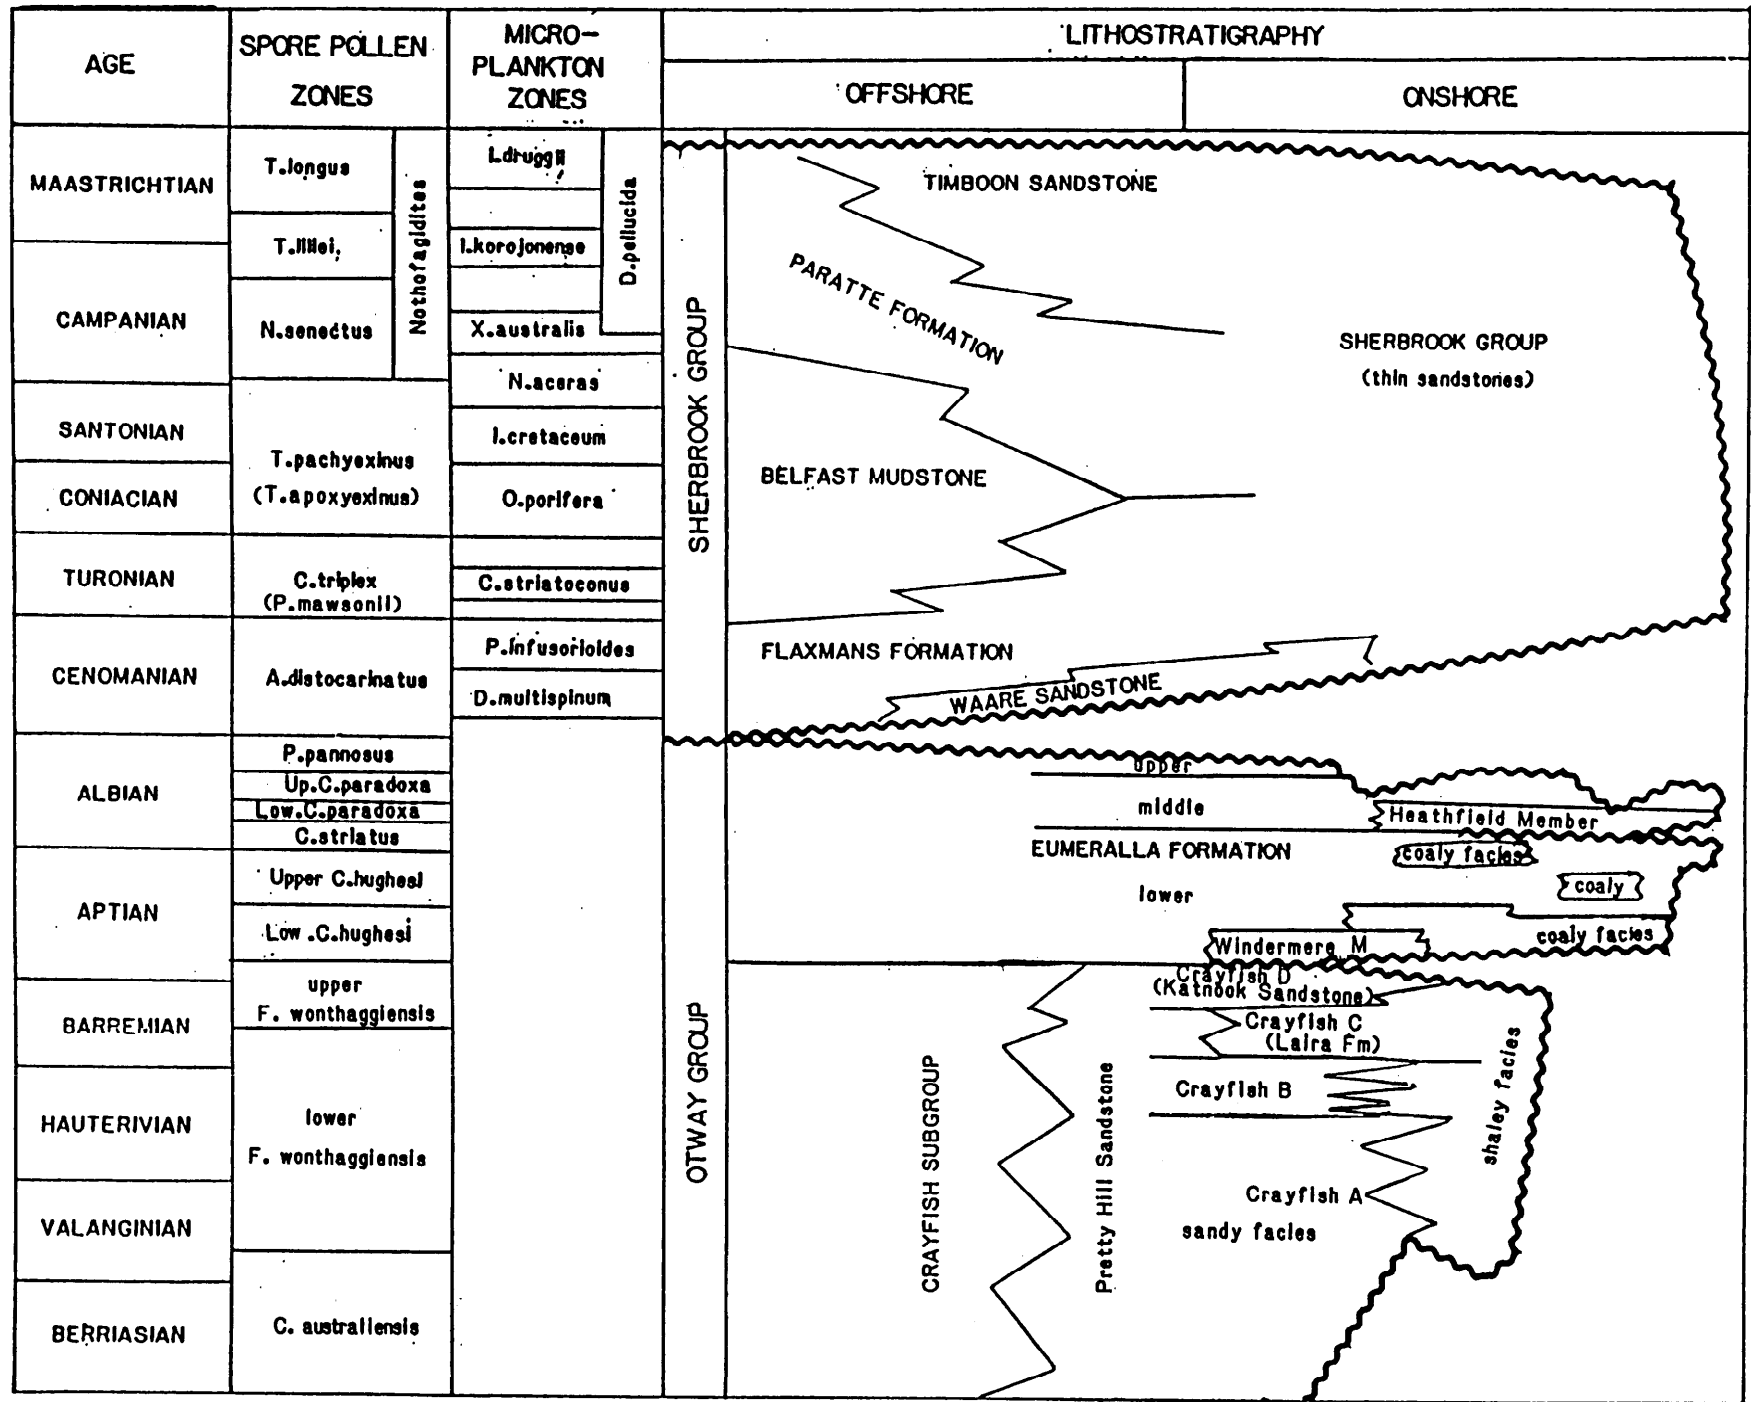 AGE
SPORE POLLEN
ZONES
MICRO-
PLANKTON
ZONES
LITHOSTRATIGRAPHY
OFFSHORE
ONSHORE
MAASTRICHTIAN
CAMPANIAN
SANTONIAN
CONIACIAN
TURONIAN
CENOMANIAN
ALBIAN
APTIAN
BARREMIAN
HAUTERIVIAN
VALANGINIAN
BERRIASIAN
T.longus
T.lillei
N.senectus
Nothofagidites
T.pachyexinus
(T.apoxyexinus)
C.triplex
(P.mawsonii)
A.distocarinatus
P.pannosus
Up.C.paradoxa
Low.C.paradoxa
C.striatus
Upper C.hughesi
Low.C.hughesi
upper
F. wonthaggiensis
lower
F. wonthaggiensis
C. australiensis
I.druggii
I.korojonense
X.australis
D.pellucida
N.aceras
I.cretaceum
O.porifera
C.striatoconus
P.infusorioides
D.multispinum
SHERBROOK GROUP
OTWAY GROUP
TIMBOON SANDSTONE
PARATTE FORMATION
SHERBROOK GROUP
(thin sandstones)
BELFAST MUDSTONE
FLAXMANS FORMATION
WAARE SANDSTONE
upper
middle
Heathfield Member
EUMERALLA FORMATION
coaly facies
lower
coaly
coaly facies
Windermere M
Crayfish D
(Katnook Sandstone)
Crayfish C
(Laira Fm)
Crayfish B
Crayfish A
sandy facies
shaley facies
CRAYFISH SUBGROUP
Pretty Hill Sandstone